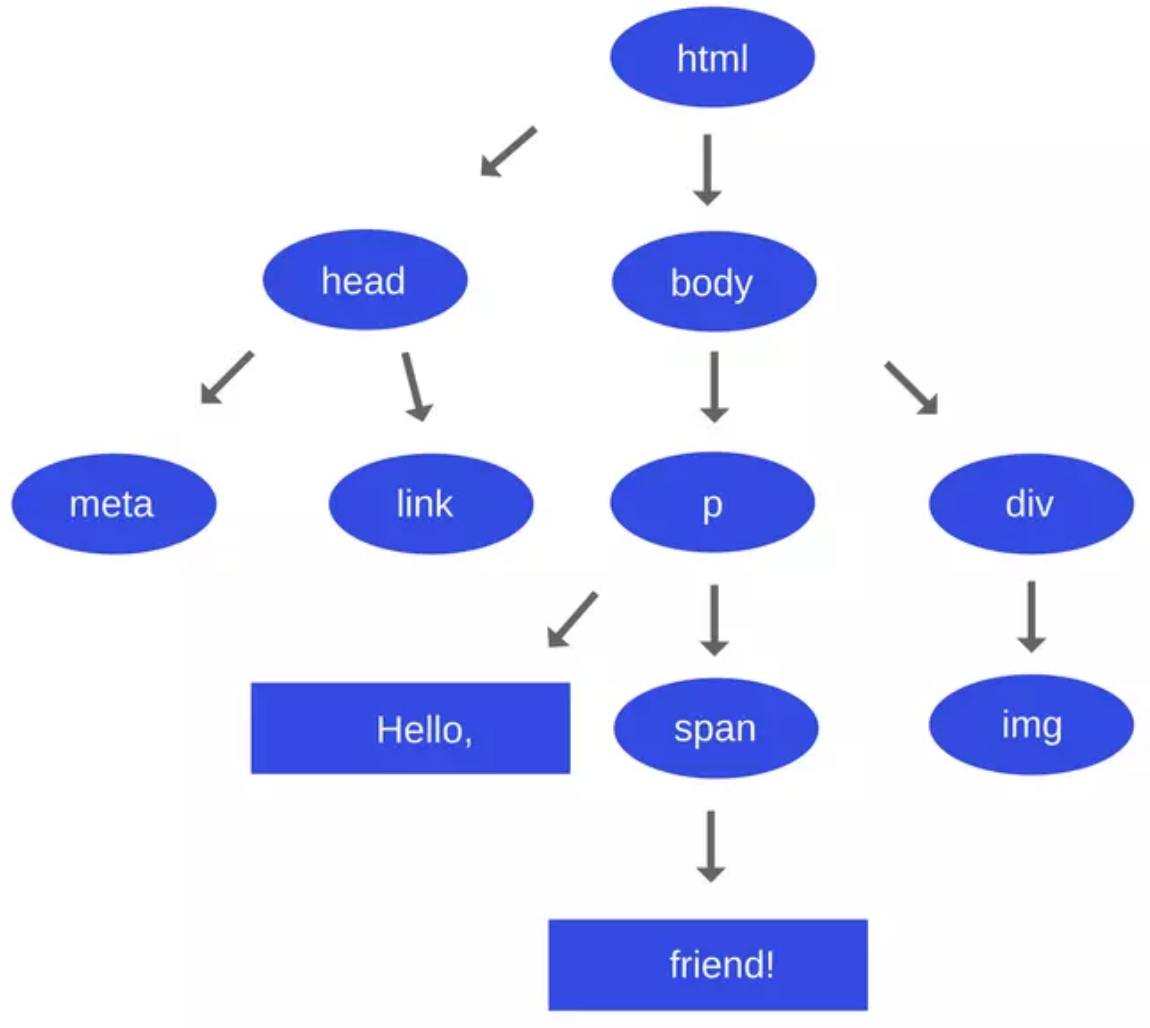 html
head
body
meta
link
p
div
Hello,
span
img
friend!